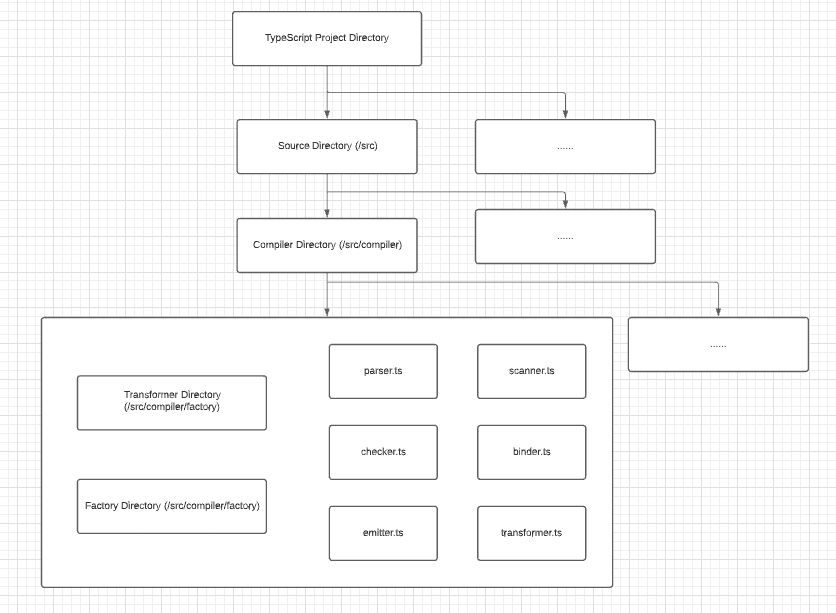 TypeScript Project Directory
Source Directory (/src)
......
Compiler Directory (/src/compiler)
......
......
Transformer Directory
(/src/compiler/factory)
Factory Directory (/src/compiler/factory)
parser.ts
scanner.ts
checker.ts
binder.ts
emitter.ts
transformer.ts